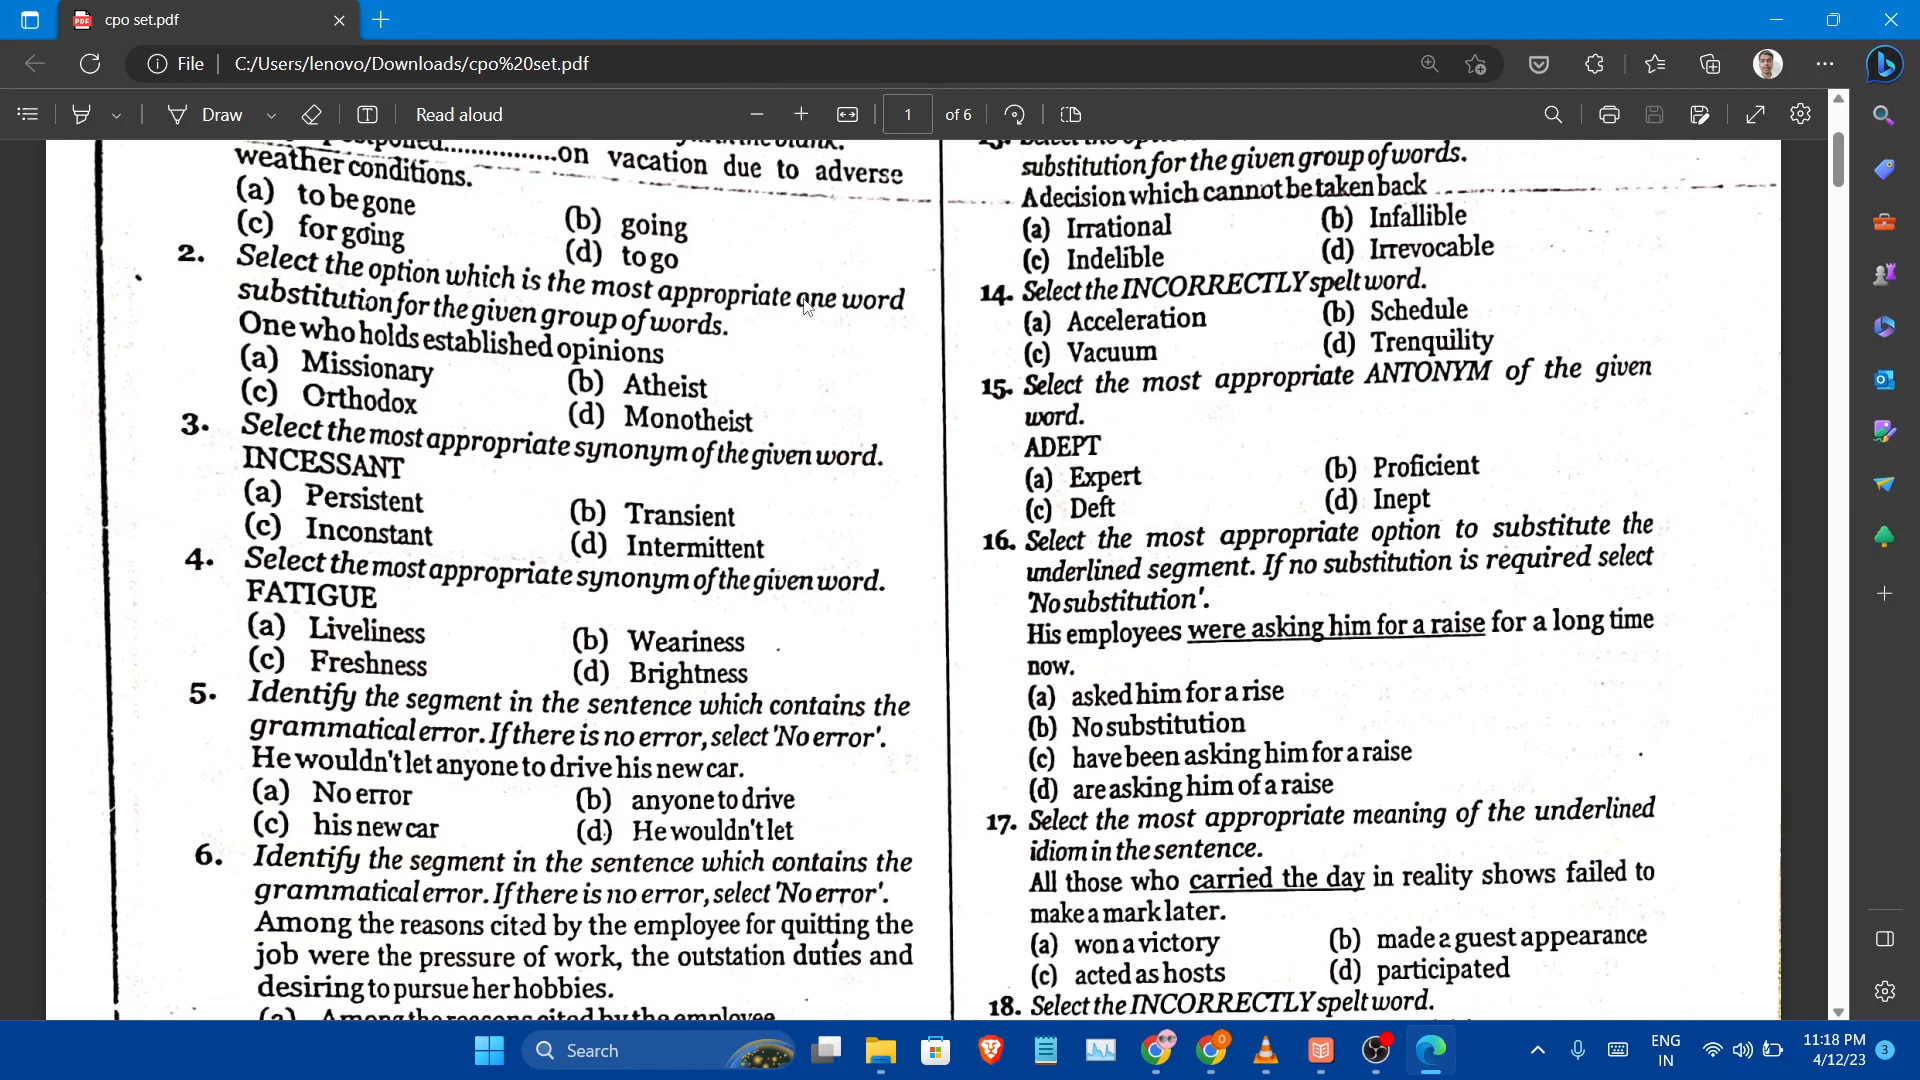 cpo set.pdf
File
C:/Users/lenovo/Downloads/cpo%20set.pdf
Draw
Read aloud
1
of 6
...............on vacation due to adverse
weather conditions.
(a) to be gone
(b) going
(c) for going
(d) to go
2. Select the option which is the most appropriate one word
substitution for the given group of words.
One who holds established opinions
(a) Missionary
(b) Atheist
(c) Orthodox
(d) Monotheist
3. Select the most appropriate synonym of the given word.
INCESSANT
(a) Persistent
(b) Transient
(c) Inconstant
(d) Intermittent
4. Select the most appropriate synonym of the given word.
FATIGUE
(a) Liveliness
(b) Weariness
(c) Freshness
(d) Brightness
5. Identify the segment in the sentence which contains the
grammatical error. If there is no error, select 'No error'.
He wouldn't let anyone to drive his new car.
(a) No error
(b) anyone to drive
(c) his new car
(d) He wouldn't let
6. Identify the segment in the sentence which contains the
grammatical error. If there is no error, select 'No error'.
Among the reasons cited by the employee for quitting the
job were the pressure of work, the outstation duties and
desiring to pursue her hobbies.
(a) Among the reasons cited by the employee
substitution for the given group of words.
A decision which cannot be taken back
(a) Irrational
(b) Infallible
(c) Indelible
(d) Irrevocable
14. Select the INCORRECTLY spelt word.
(a) Acceleration
(b) Schedule
(c) Vacuum
(d) Trenquility
15. Select the most appropriate ANTONYM of the given
word.
ADEPT
(a) Expert
(b) Proficient
(c) Deft
(d) Inept
16. Select the most appropriate option to substitute the
underlined segment. If no substitution is required select
'No substitution'.
His employees were asking him for a raise for a long time
now.
(a) asked him for a rise
(b) No substitution
(c) have been asking him for a raise
(d) are asking him of a raise
17. Select the most appropriate meaning of the underlined
idiom in the sentence.
All those who carried the day in reality shows failed to
make a mark later.
(a) won a victory
(b) made a guest appearance
(c) acted as hosts
(d) participated
18. Select the INCORRECTLY spelt word.
Search
ENG
IN
11:18 PM
4/12/23
3